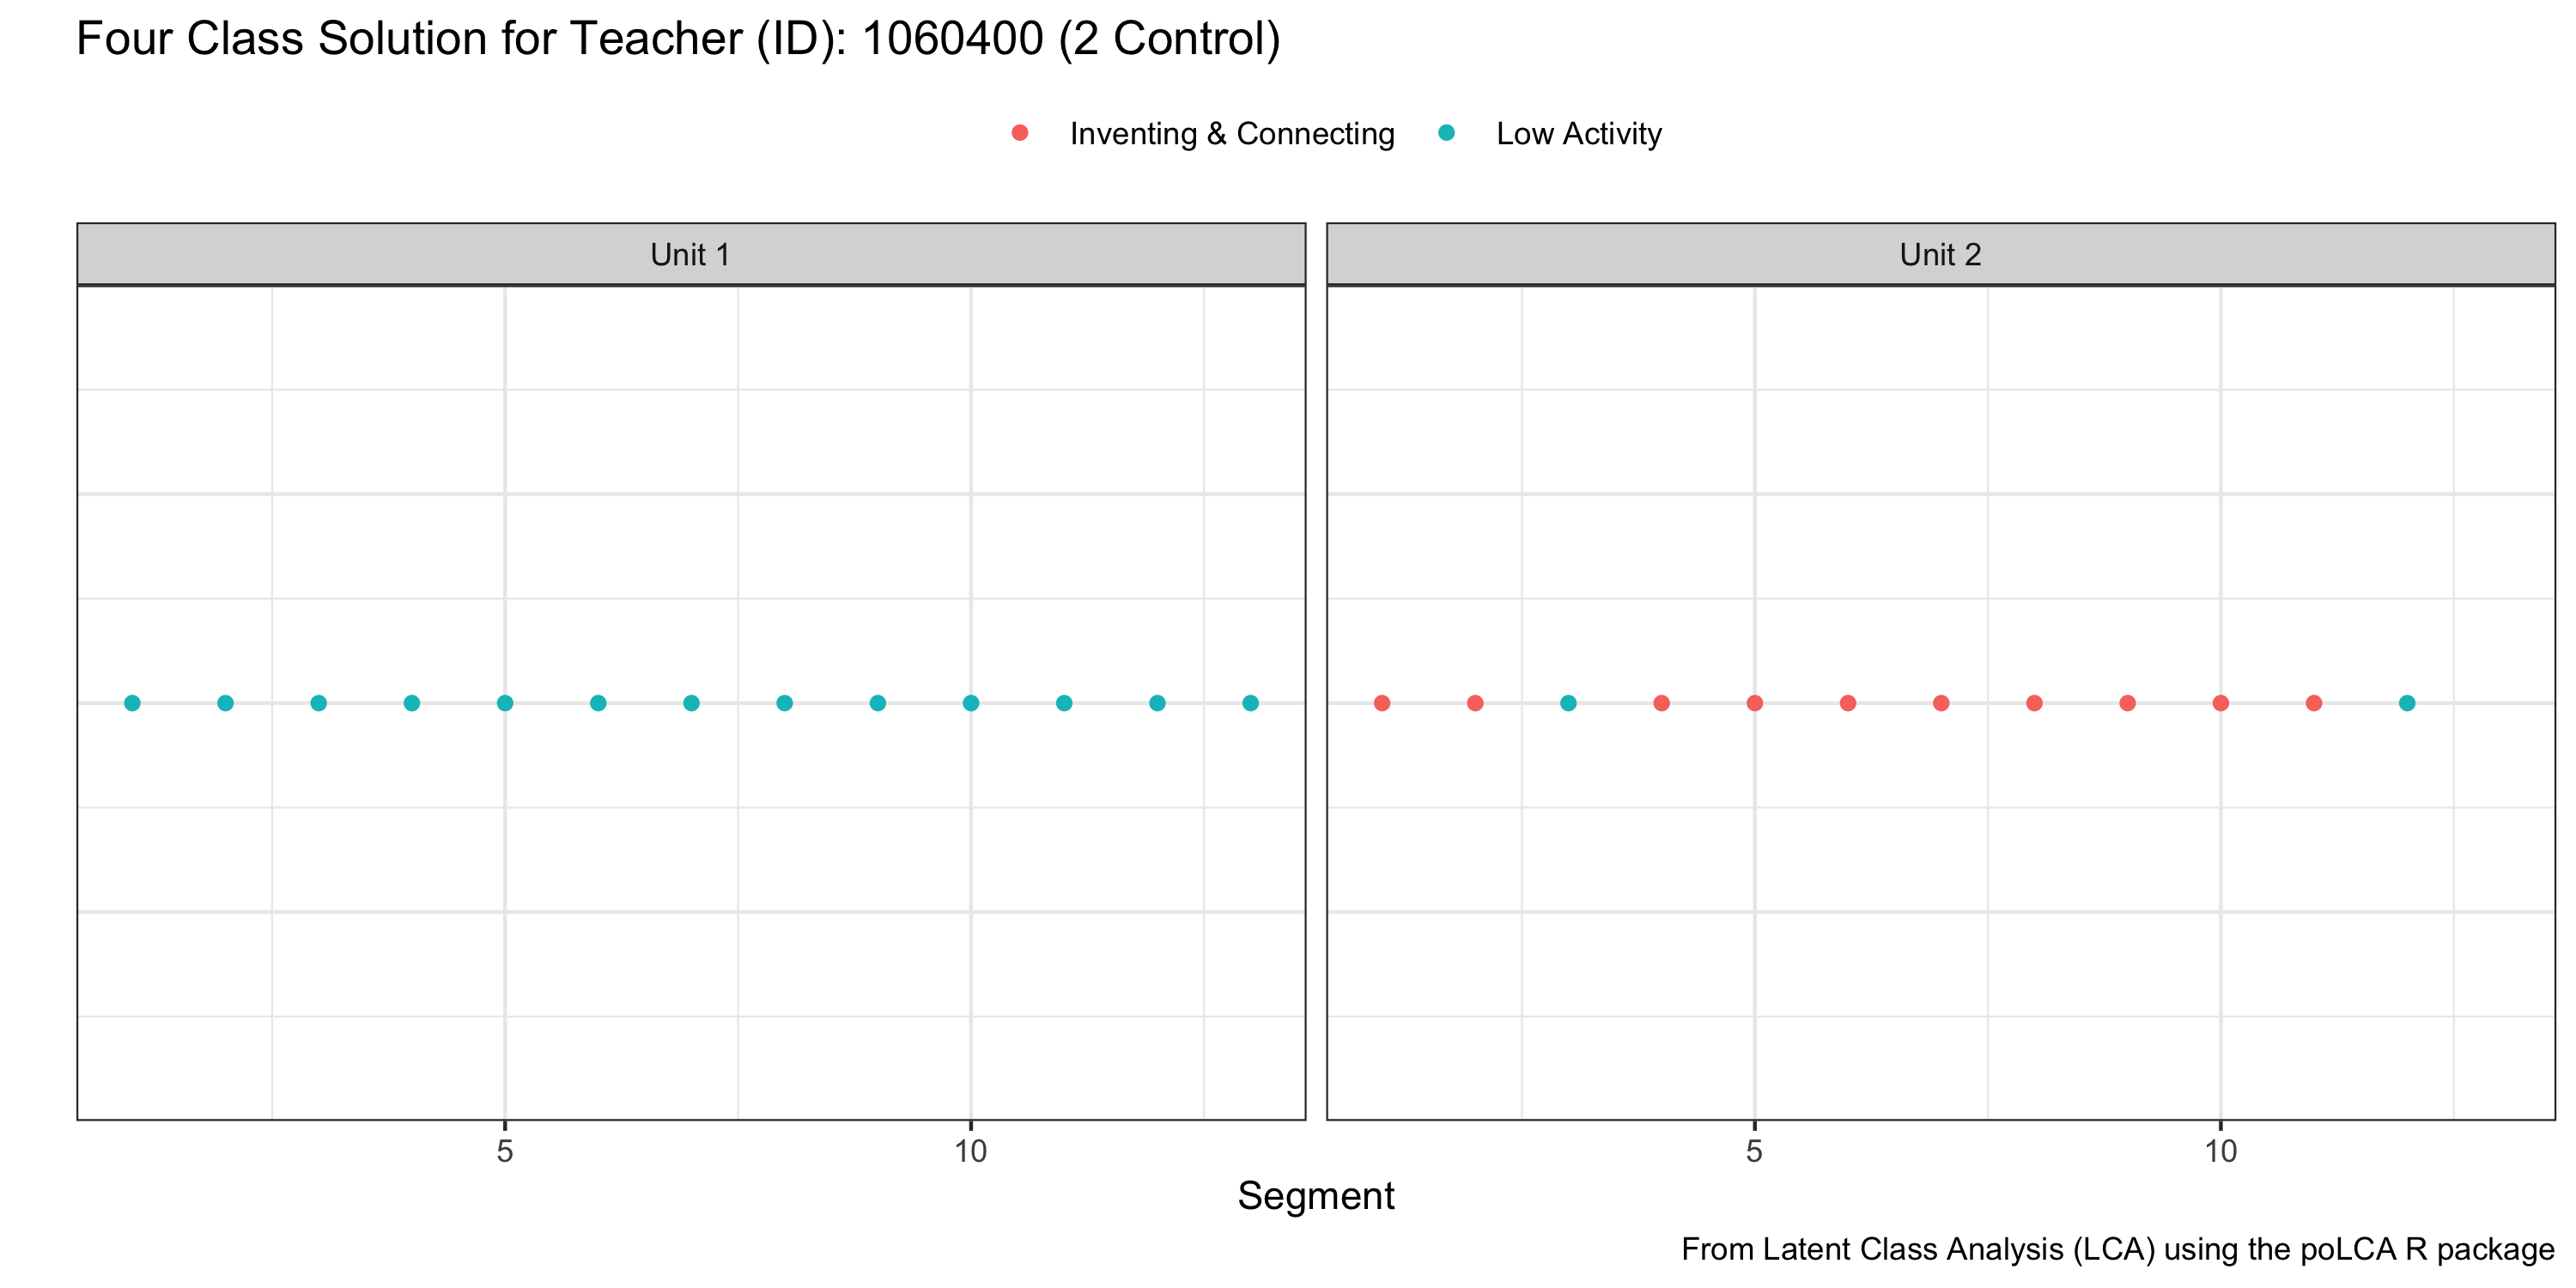 Four Class Solution for Teacher (ID): 1060400 (2 Control)
Inventing & Connecting Low Activity
Unit 1 Unit 2
5 10 5 10
Segment
From Latent Class Analysis (LCA) using the poLCA R package